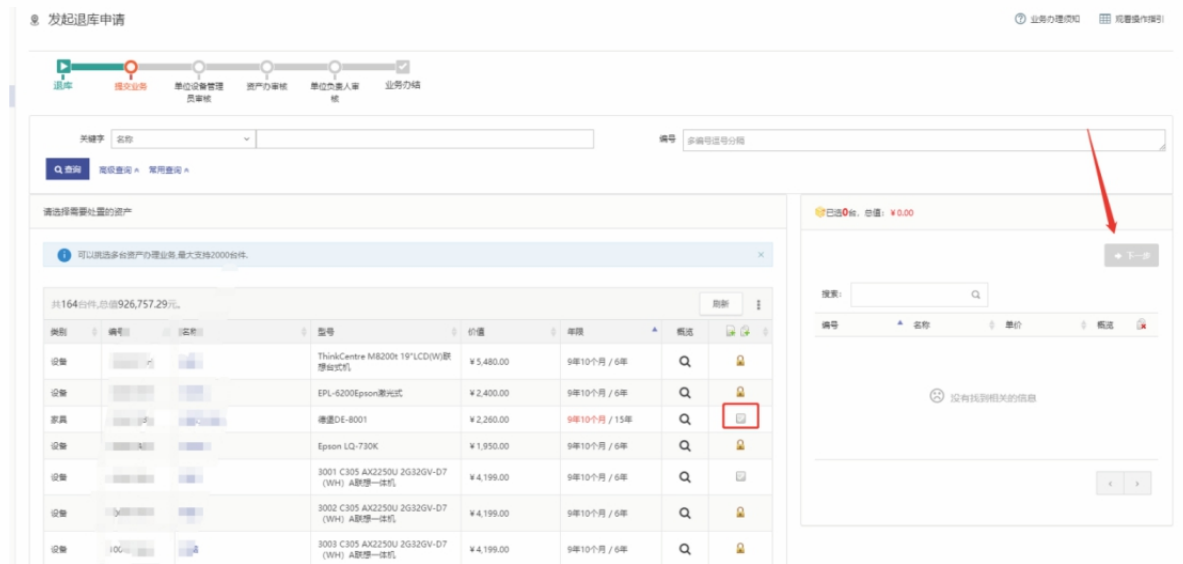 发起退库申请
业务办理须知
观看操作指引
退库
提交业务
单位设备管理员审核
资产办审核
单位负责人审核
业务办结
关键字 名称
编号 多编号逗号分隔
查询 高级查询 常用查询
请选择需要处置的资产
已选0台, 总值: ￥0.00
可以挑选多台资产办理业务,最大支持2000台件.
下一步
共164台件,总值926,757.29元。
刷新
搜索:
类别 编号 名称 型号 价值 年限 概览
编号 名称 单价 概览
设备 ThinkCentre M8200t 19"LCD(W)联想台式机 ￥5,480.00 9年10个月 / 6年
设备 EPL-6200Epson激光式 ￥2,400.00 9年10个月 / 6年
没有找到相关的信息
家具 DE-8001 ￥2,260.00 9年10个月 / 15年
设备 Epson LQ-730K ￥1,950.00 9年10个月 / 6年
设备 3001 C305 AX2250U 2G32GV-D7 (WH) A联想一体机 ￥4,199.00 9年10个月 / 6年
设备 3002 C305 AX2250U 2G32GV-D7 (WH) A联想一体机 ￥4,199.00 9年10个月 / 6年
设备 3003 C305 AX2250U 2G32GV-D7 (WH) A联想一体机 ￥4,199.00 9年10个月 / 6年